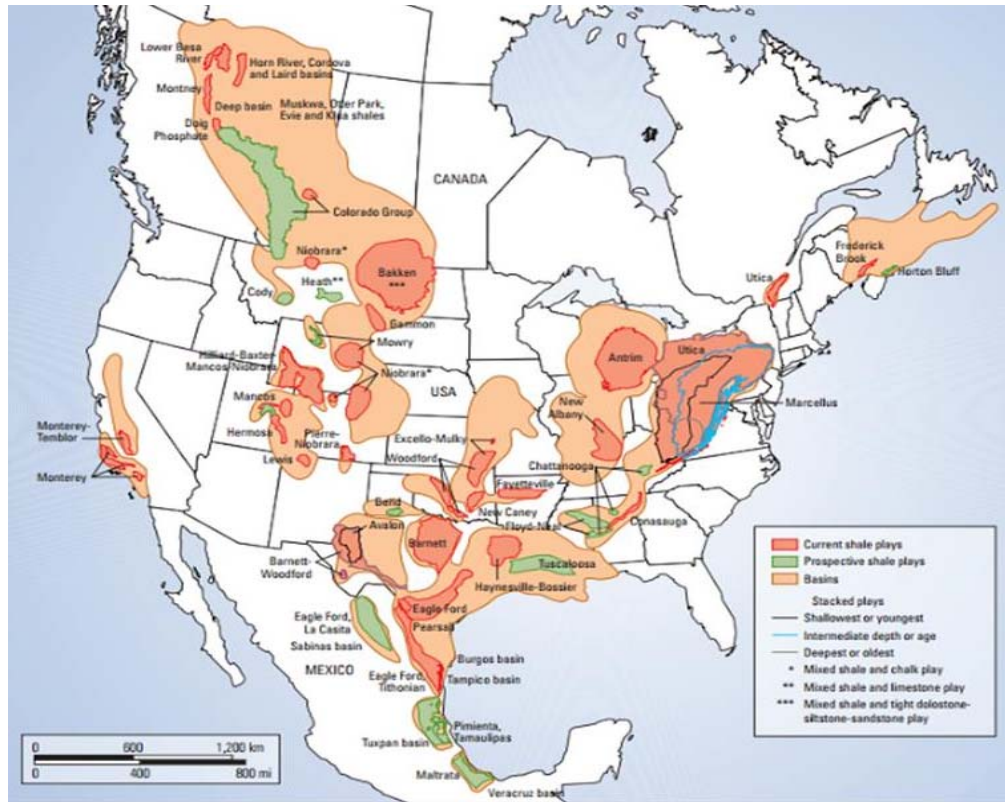 Lower Besa
River
Horn River, Cordova
and Laird basins
Montney
Deep basin
Muskwa, Otter Park,
Evie and Klua shales
Doig
Phosphate
CANADA
Colorado Group
Niobrara*
Bakken
***
Heath**
Cody
Gammon
Mowry
Hilliard-Baxter-
Mancos-Niobrara
Niobrara*
USA
Mancos
Hermosa
Pierre-
Niobrara
Lewis
Monterey-
Temblor
Monterey
Excello-Mulky
Woodford
Fayetteville
New Caney
Bend
Avalon
Barnett
Barnett-
Woodford
Antrim
New
Albany
Utica
Marcellus
Chattanooga
Floyd-Neal
Conasauga
Tuscaloosa
Haynesville-Bossier
Utica
Frederick
Brook
Horton Bluff
Eagle Ford
Pearsall
Eagle Ford,
La Casita
Sabinas basin
MEXICO
Eagle Ford,
Tithonian
Burgos basin
Tampico basin
Pimienta,
Tamaulipas
Tuxpan basin
Maltrata
Veracruz basin
Current shale plays
Prospective shale plays
Basins
Stacked plays
Shallowest or youngest
Intermediate depth or age
Deepest or oldest
* Mixed shale and chalk play
** Mixed shale and limestone play
*** Mixed shale and tight dolostone-
siltstone-sandstone play
0 600 1,200 km
0 400 800 mi